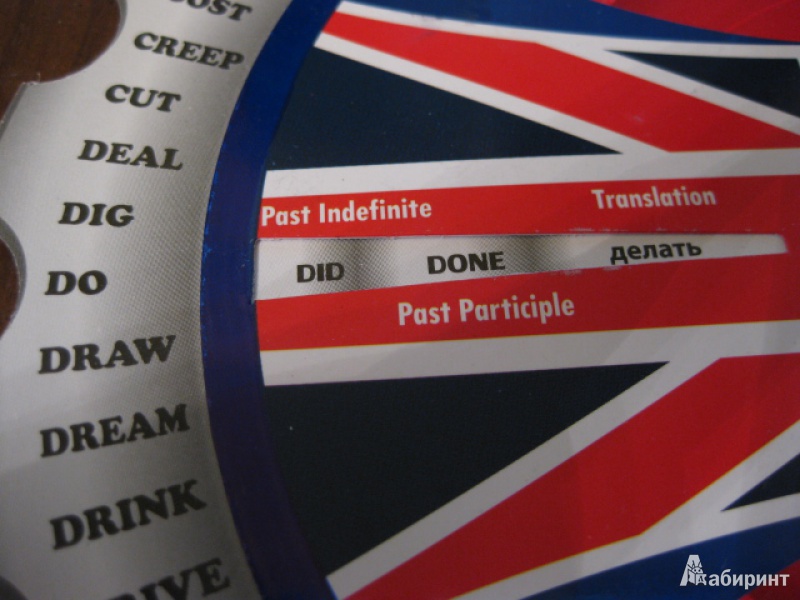 CREEP
CUT
DEAL
DIG
DO
DRAW
DREAM
DRINK
Past Indefinite Translation
DID DONE делать
Past Participle
Лабиринт